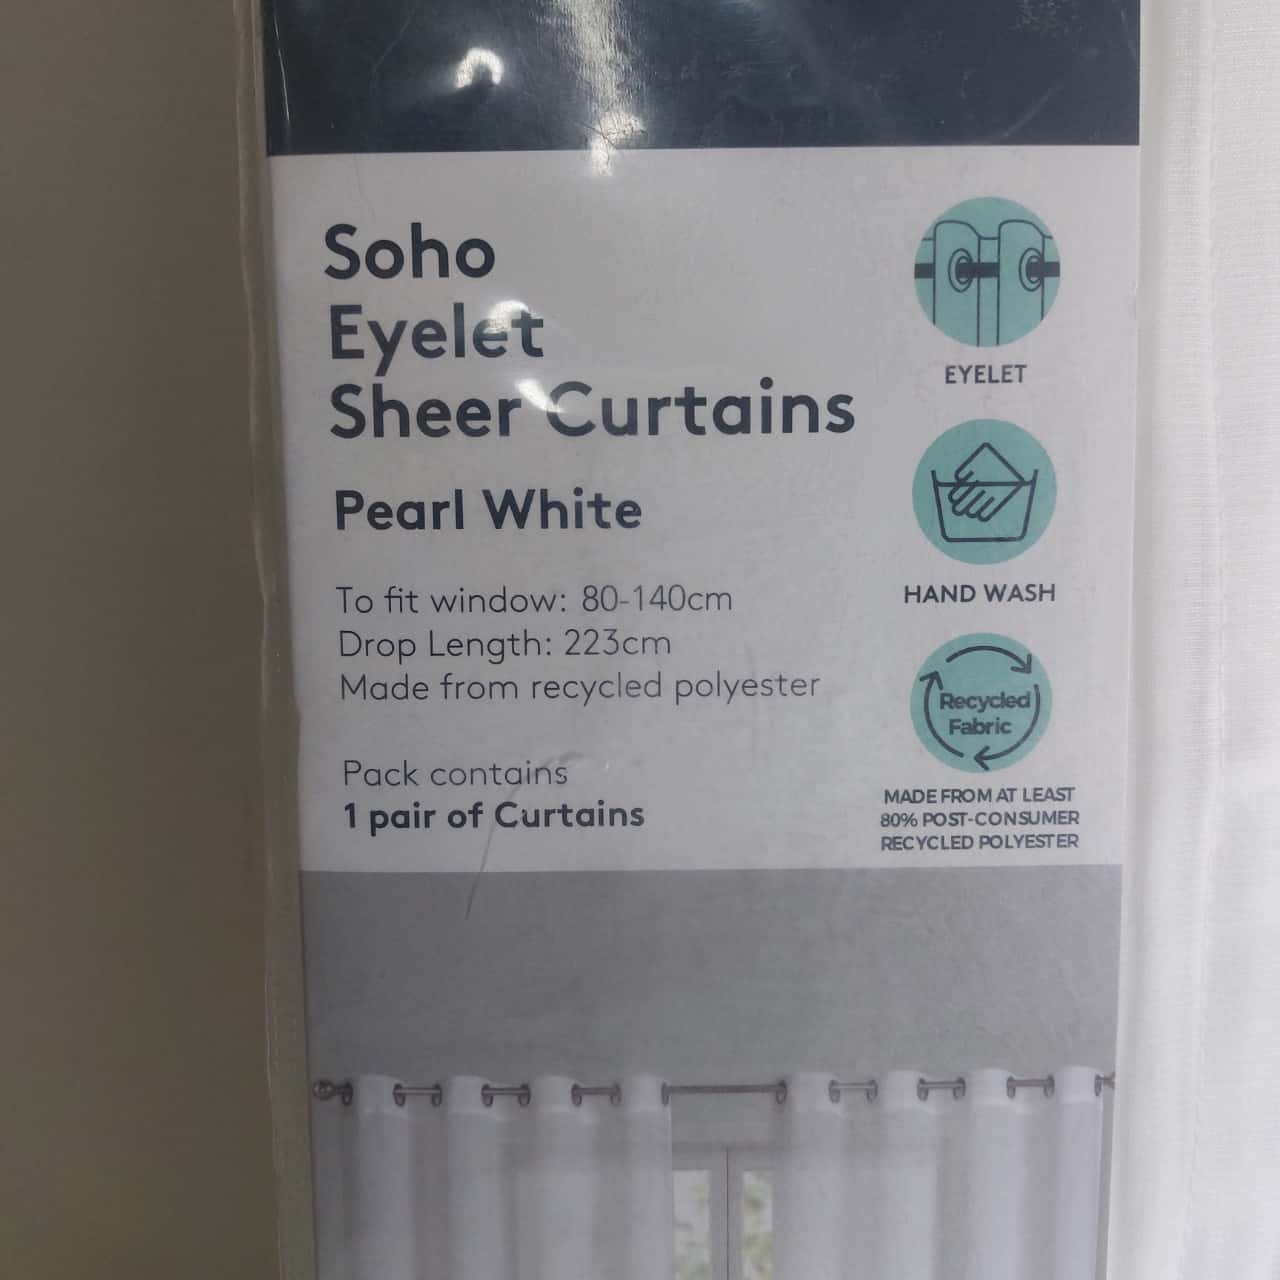 Soho
Eyelet
Sheer Curtains
Pearl White
To fit window: 80-140cm
Drop Length: 223cm
Made from recycled polyester
Pack contains
1 pair of Curtains
EYELET
HAND WASH
Recycled
Fabric
MADE FROM AT LEAST
80% POST-CONSUMER
RECYCLED POLYESTER